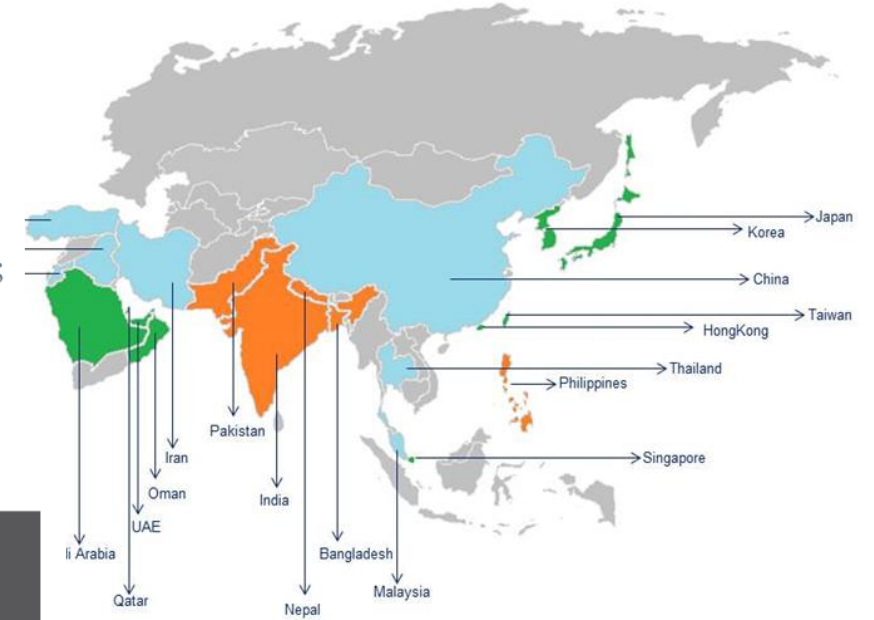 Japan
Korea
China
Taiwan
HongKong
Thailand
Philippines
Pakistan
Iran
Singapore
Oman
India
UAE
li Arabia
Bangladesh
Malaysia
Qatar
Nepal